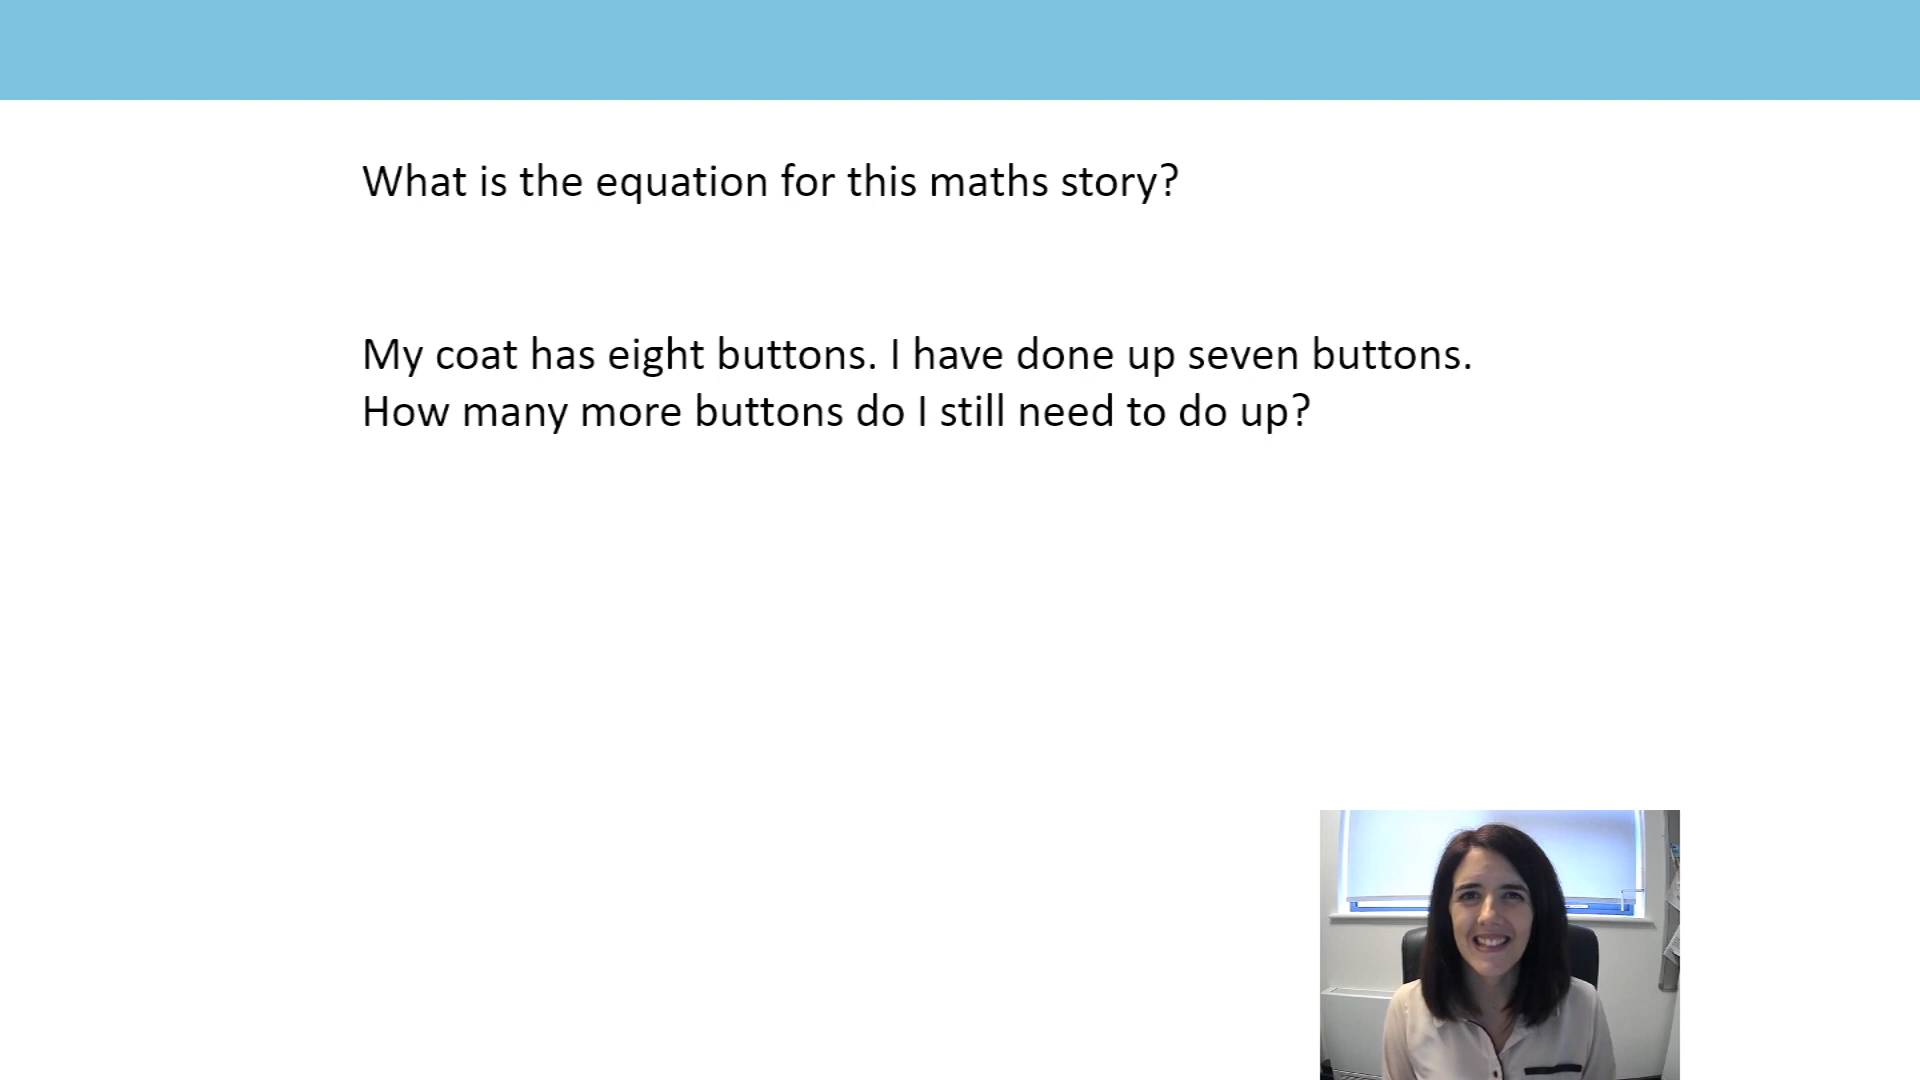 What is the equation for this maths story?
My coat has eight buttons. I have done up seven buttons.
How many more buttons do I still need to do up?